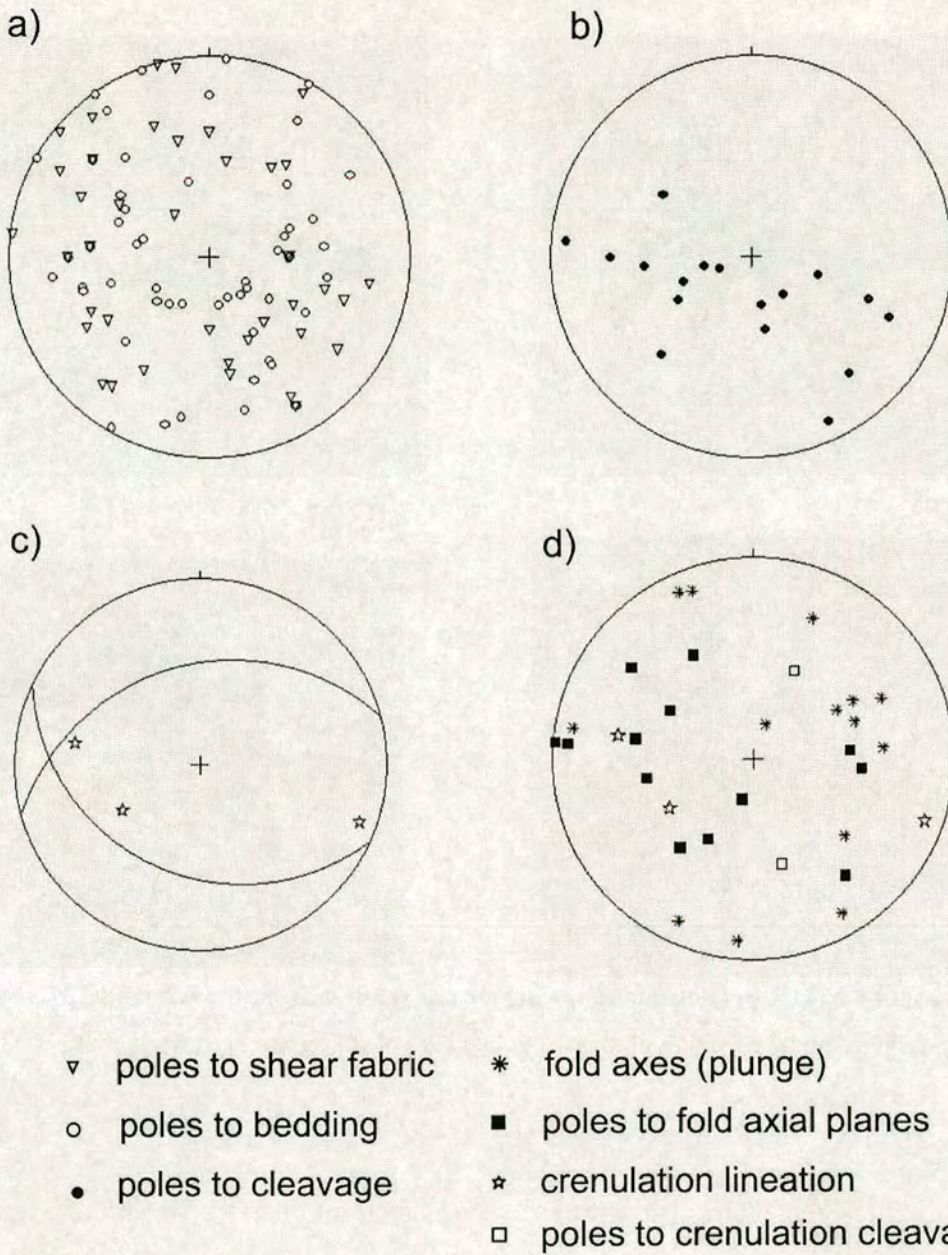 a)
b)
c)
d)
poles to shear fabric
poles to bedding
poles to cleavage
fold axes (plunge)
poles to fold axial planes
crenulation lineation
poles to crenulation cleava